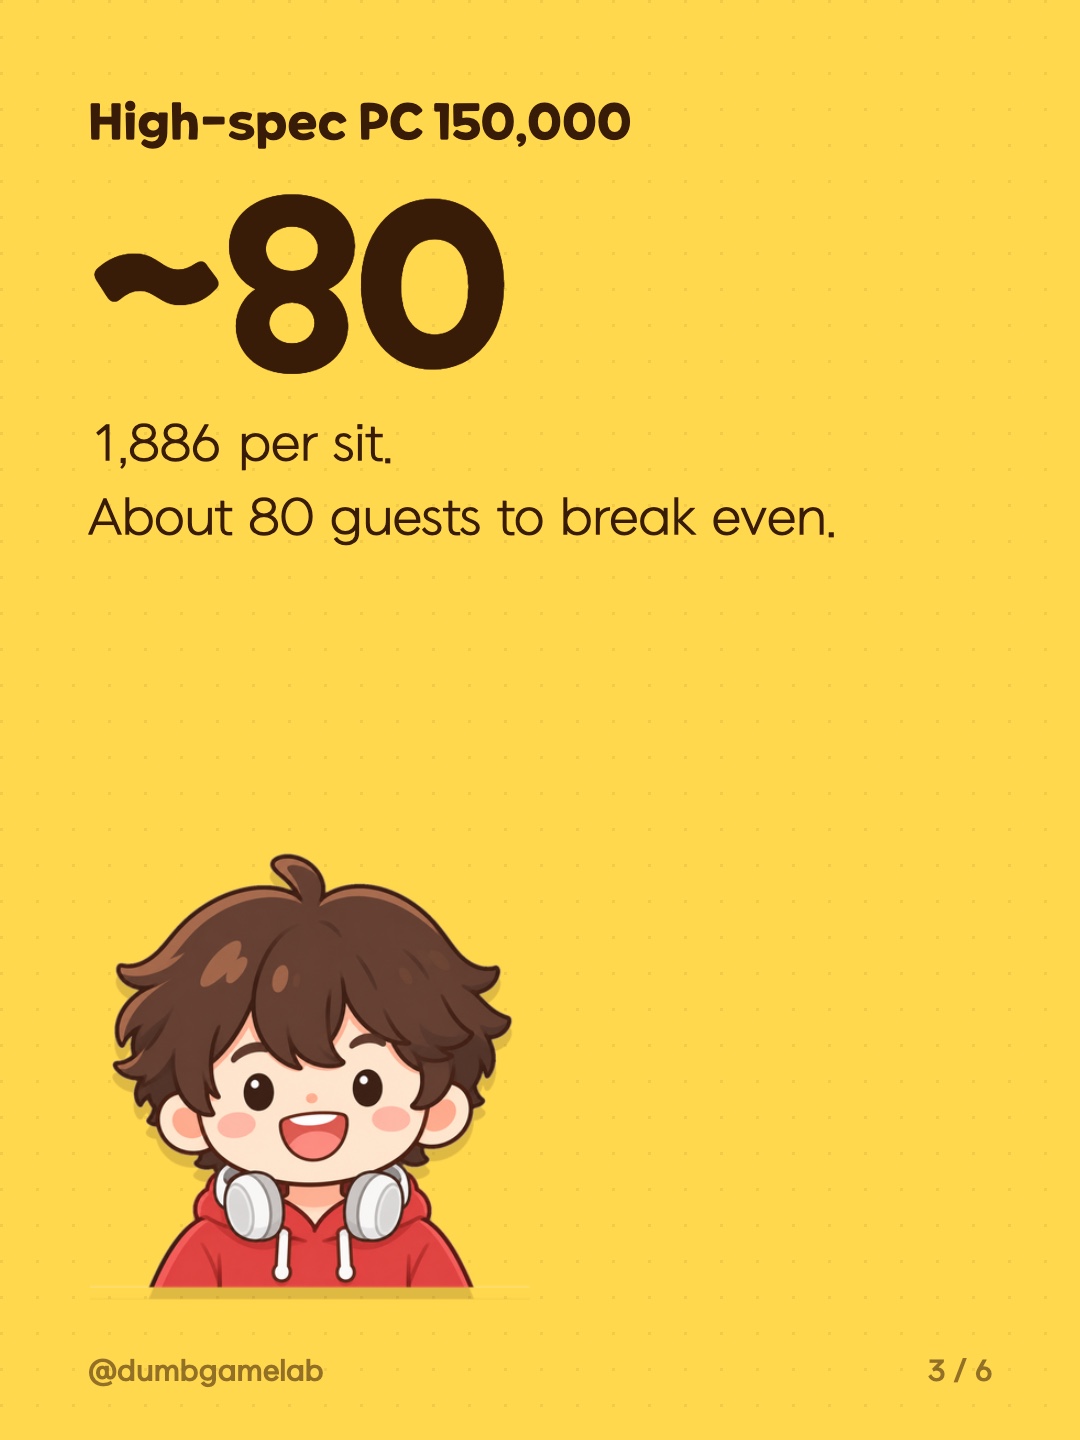 High-spec PC 150,000
~80
1,886 per sit.
About 80 guests to break even.
@dumbgamelab
3 / 6